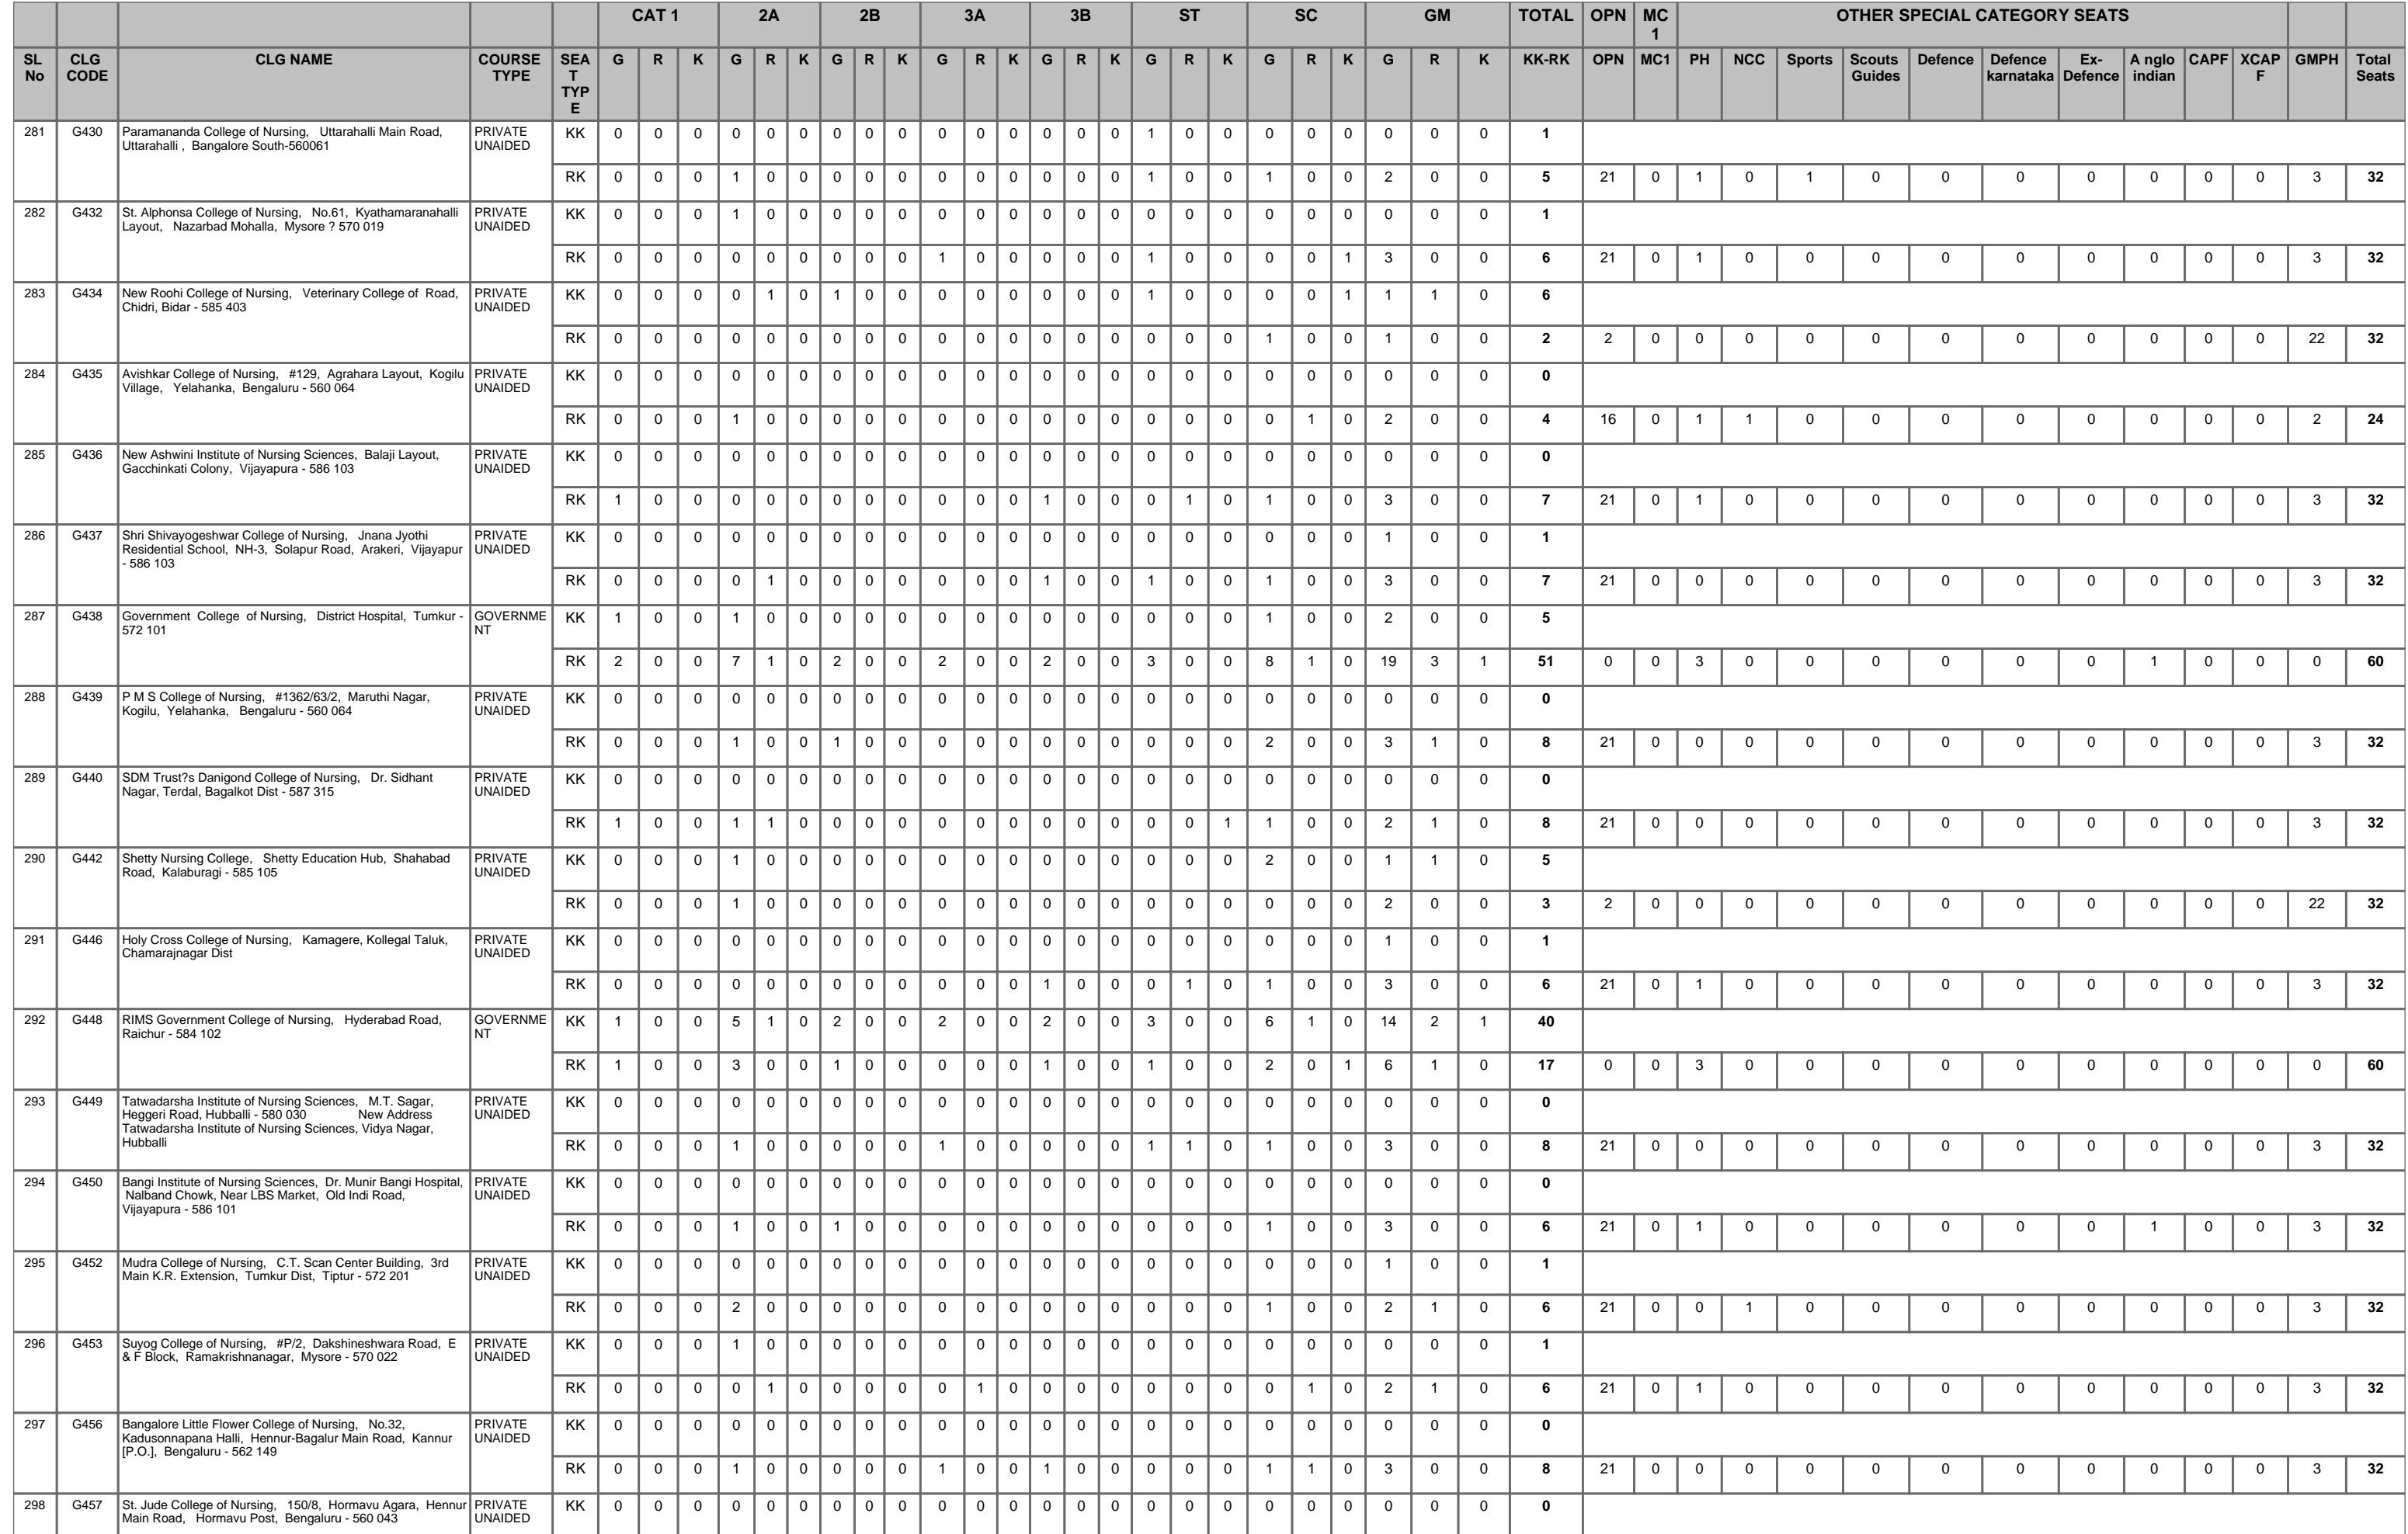 CAT 1 2A 2B 3A 3B ST SC GM TOTAL OPN MC 1 OTHER SPECIAL CATEGORY SEATS
SL No CLG CODE CLG NAME COURSE TYPE SEAT TYPE G R K G R K G R K G R K G R K G R K G R K G R K KK-RK OPN MC1 PH NCC Sports Scouts Guides Defence Defence karnataka Ex-Defence A nglo indian CAPF XCAPF GMPH Total Seats
281 G430 Paramananda College of Nursing, Uttarahalli Main Road, PRIVATE KK 0 0 0 0 0 0 0 0 0 0 0 0 0 0 0 1 0 0 0 0 0 0 0 0 1
Uttarahalli , Bangalore South-560061 UNAIDED
RK 0 0 0 1 0 0 0 0 0 0 0 0 0 0 0 1 0 0 1 0 0 2 0 0 5 21 0 1 0 1 0 0 0 0 0 0 0 3 32
282 G432 St. Alphonsa College of Nursing, No.61, Kyathamaranahalli PRIVATE KK 0 0 0 1 0 0 0 0 0 0 0 0 0 0 0 0 0 0 0 0 0 0 0 0 1
Layout, Nazarbad Mohalla, Mysore ? 570 019 UNAIDED
RK 0 0 0 0 0 0 0 0 0 1 0 0 0 0 0 1 0 0 0 0 1 3 0 0 6 21 0 1 0 0 0 0 0 0 0 0 0 3 32
283 G434 New Roohi College of Nursing, Veterinary College of Road, PRIVATE KK 0 0 0 0 1 0 1 0 0 0 0 0 0 0 0 1 0 0 0 0 1 1 1 0 6
Chidri, Bidar - 585 403 UNAIDED
RK 0 0 0 0 0 0 0 0 0 0 0 0 0 0 0 0 0 0 1 0 0 1 0 0 2 2 0 0 0 0 0 0 0 0 0 0 0 22 32
284 G435 Avishkar College of Nursing, #129, Agrahara Layout, Kogilu PRIVATE KK 0 0 0 0 0 0 0 0 0 0 0 0 0 0 0 0 0 0 0 0 0 0 0 0 0
Village, Yelahanka, Bengaluru - 560 064 UNAIDED
RK 0 0 0 1 0 0 0 0 0 0 0 0 0 0 0 0 0 0 0 1 0 2 0 0 4 16 0 1 1 0 0 0 0 0 0 0 0 2 24
285 G436 New Ashwini Institute of Nursing Sciences, Balaji Layout, PRIVATE KK 0 0 0 0 0 0 0 0 0 0 0 0 0 0 0 0 0 0 0 0 0 0 0 0 0
Gacchinkati Colony, Vijayapura - 586 103 UNAIDED
RK 1 0 0 0 0 0 0 0 0 0 0 0 1 0 0 0 1 0 1 0 0 3 0 0 7 21 0 1 0 0 0 0 0 0 0 0 0 3 32
286 G437 Shri Shivayogeshwar College of Nursing, Jnana Jyothi PRIVATE KK 0 0 0 0 0 0 0 0 0 0 0 0 0 0 0 0 0 0 0 0 0 1 0 0 1
Residential School, NH-3, Solapur Road, Arakeri, Vijayapur UNAIDED
- 586 103
RK 0 0 0 0 1 0 0 0 0 0 0 0 1 0 0 1 0 0 1 0 0 3 0 0 7 21 0 0 0 0 0 0 0 0 0 0 0 3 32
287 G438 Government College of Nursing, District Hospital, Tumkur - GOVERNME KK 1 0 0 1 0 0 0 0 0 0 0 0 0 0 0 0 0 0 1 0 0 2 0 0 5
572 101 NT
RK 2 0 0 7 1 0 2 0 0 2 0 0 2 0 0 3 0 0 8 1 0 19 3 1 51 0 0 3 0 0 0 0 0 0 1 0 0 0 60
288 G439 P M S College of Nursing, #1362/63/2, Maruthi Nagar, PRIVATE KK 0 0 0 0 0 0 0 0 0 0 0 0 0 0 0 0 0 0 0 0 0 0 0 0 0
Kogilu, Yelahanka, Bengaluru - 560 064 UNAIDED
RK 0 0 0 1 0 0 1 0 0 0 0 0 0 0 0 0 0 0 2 0 0 3 1 0 8 21 0 0 0 0 0 0 0 0 0 0 0 3 32
289 G440 SDM Trust?s Danigond College of Nursing, Dr. Sidhant PRIVATE KK 0 0 0 0 0 0 0 0 0 0 0 0 0 0 0 0 0 0 0 0 0 0 0 0 0
Nagar, Terdal, Bagalkot Dist - 587 315 UNAIDED
RK 1 0 0 1 1 0 0 0 0 0 0 0 0 0 0 0 0 1 1 0 0 2 1 0 8 21 0 0 0 0 0 0 0 0 0 0 0 3 32
290 G442 Shetty Nursing College, Shetty Education Hub, Shahabad PRIVATE KK 0 0 0 1 0 0 0 0 0 0 0 0 0 0 0 0 0 0 2 0 0 1 1 0 5
Road, Kalaburagi - 585 105 UNAIDED
RK 0 0 0 1 0 0 0 0 0 0 0 0 0 0 0 0 0 0 0 0 0 2 0 0 3 2 0 0 0 0 0 0 0 0 0 0 0 22 32
291 G446 Holy Cross College of Nursing, Kamagere, Kollegal Taluk, PRIVATE KK 0 0 0 0 0 0 0 0 0 0 0 0 0 0 0 0 0 0 0 0 0 1 0 0 1
Chamarajnagar Dist UNAIDED
RK 0 0 0 0 0 0 0 0 0 0 0 0 1 0 0 0 1 0 1 0 0 3 0 0 6 21 0 1 0 0 0 0 0 0 0 0 0 3 32
292 G448 RIMS Government College of Nursing, Hyderabad Road, GOVERNME KK 1 0 0 5 1 0 2 0 0 2 0 0 2 0 0 3 0 0 6 1 0 14 2 1 40
Raichur - 584 102 NT
RK 1 0 0 3 0 0 1 0 0 0 0 0 1 0 0 1 0 0 2 0 1 6 1 0 17 0 0 3 0 0 0 0 0 0 0 0 0 0 60
293 G449 Tatwadarsha Institute of Nursing Sciences, M.T. Sagar, PRIVATE KK 0 0 0 0 0 0 0 0 0 0 0 0 0 0 0 0 0 0 0 0 0 0 0 0 0
Heggeri Road, Hubballi - 580 030 New Address UNAIDED
Tatwadarsha Institute of Nursing Sciences, Vidya Nagar,
Hubballi
RK 0 0 0 1 0 0 0 0 0 1 0 0 0 0 0 1 1 0 1 0 0 3 0 0 8 21 0 0 0 0 0 0 0 0 0 0 0 3 32
294 G450 Bangi Institute of Nursing Sciences, Dr. Munir Bangi Hospital, PRIVATE KK 0 0 0 0 0 0 0 0 0 0 0 0 0 0 0 0 0 0 0 0 0 0 0 0 0
Nalband Chowk, Near LBS Market, Old Indi Road, UNAIDED
Vijayapura - 586 101
RK 0 0 0 1 0 0 1 0 0 0 0 0 0 0 0 0 0 0 1 0 0 3 0 0 6 21 0 1 0 0 0 0 0 0 1 0 0 3 32
295 G452 Mudra College of Nursing, C.T. Scan Center Building, 3rd PRIVATE KK 0 0 0 0 0 0 0 0 0 0 0 0 0 0 0 0 0 0 0 0 0 1 0 0 1
Main K.R. Extension, Tumkur Dist, Tiptur - 572 201 UNAIDED
RK 0 0 0 2 0 0 0 0 0 0 0 0 0 0 0 0 0 0 1 0 0 2 1 0 6 21 0 0 1 0 0 0 0 0 0 0 0 3 32
296 G453 Suyog College of Nursing, #P/2, Dakshineshwara Road, E PRIVATE KK 0 0 0 1 0 0 0 0 0 0 0 0 0 0 0 0 0 0 0 0 0 0 0 0 1
& F Block, Ramakrishnanagar, Mysore - 570 022 UNAIDED
RK 0 0 0 0 1 0 0 0 0 0 1 0 0 0 0 0 0 0 0 1 0 2 1 0 6 21 0 1 0 0 0 0 0 0 0 0 0 3 32
297 G456 Bangalore Little Flower College of Nursing, No.32, PRIVATE KK 0 0 0 0 0 0 0 0 0 0 0 0 0 0 0 0 0 0 0 0 0 0 0 0 0
Kadusonnapana Halli, Hennur-Bagalur Main Road, Kannur UNAIDED
[P.O.], Bengaluru - 562 149
RK 0 0 0 1 0 0 0 0 0 1 0 0 1 0 0 0 0 0 1 1 0 3 0 0 8 21 0 0 0 0 0 0 0 0 0 0 0 3 32
298 G457 St. Jude College of Nursing, 150/8, Hormavu Agara, Hennur PRIVATE KK 0 0 0 0 0 0 0 0 0 0 0 0 0 0 0 0 0 0 0 0 0 0 0 0 0
Main Road, Hormavu Post, Bengaluru - 560 043 UNAIDED